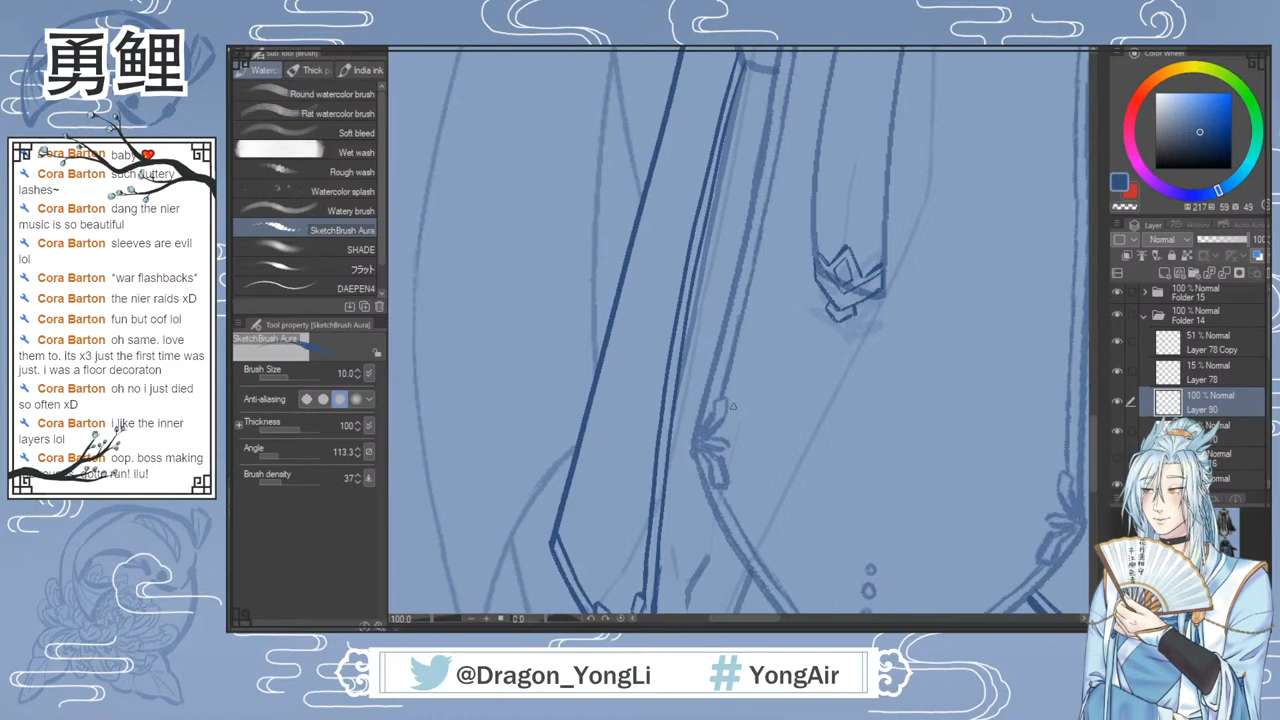 勇鲤
Cora Barton baby
Cora Barton such fluttery
lashes~
Cora Barton dang the nier
music is so beautiful
Cora Barton sleeves are evil
lol
Cora Barton *war flashbacks*
Cora Barton the nier raids xD
Cora Barton fun but oof lol
Cora Barton oh same. love
them to. its x3 just the first time was
just. i was a floor decoraton
Cora Barton oh no i just died
so often xD
Cora Barton i like the inner
layers lol
Cora Barton oop. boss making
gotta run! ilu!
Sub Tool [Brush]
Waterc
Thick p
India ink
Round watercolor brush
Flat watercolor brush
Soft bleed
Wet wash
Rough wash
Watercolor splash
Watery brush
SketchBrush Aura
SHADE
フラット
DAEPEN4
Tool property [SketchBrush Aura]
SketchBrush Aura
Brush Size 10.0
Anti-aliasing
Thickness 100
Angle 113.3
Brush density 37
100.0
0.0
Color Wheel
217 59 49
Layer
Normal 100
100 % Normal
Folder 15
100 % Normal
Folder 14
51 % Normal
Layer 78 Copy
15 % Normal
Layer 78
100 % Normal
Layer 90
@Dragon_YongLi
# YongAir